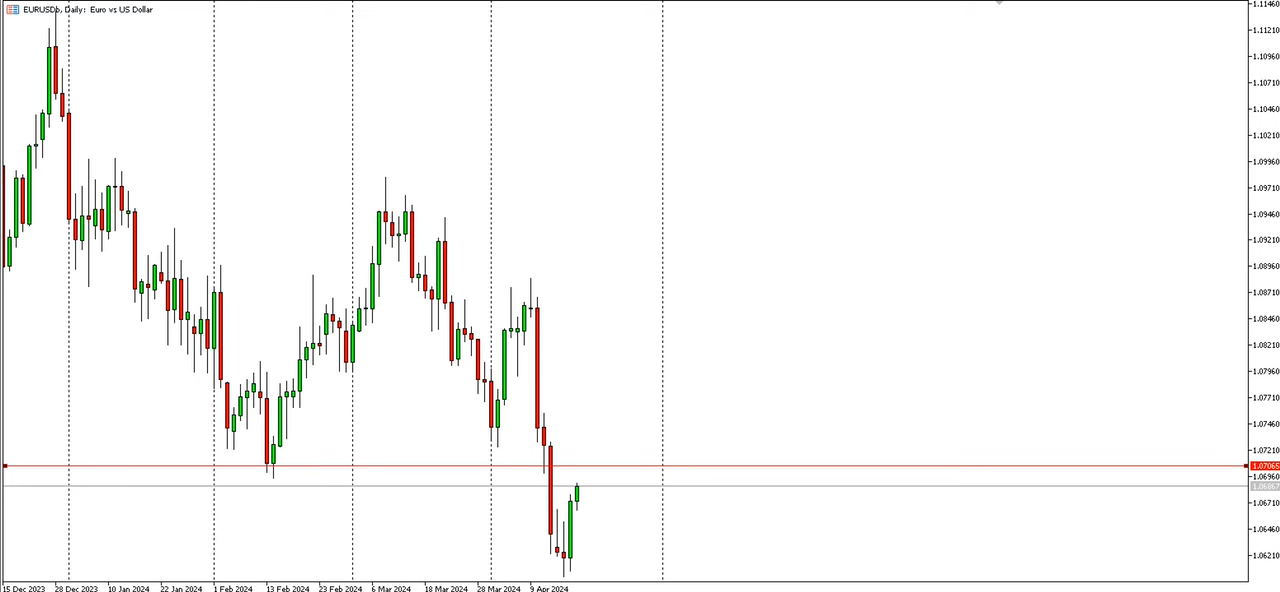 EURUSDb, Daily: Euro vs US Dollar
1.11460
1.11210
1.10960
1.10710
1.10460
1.10210
1.09960
1.09710
1.09460
1.09210
1.08960
1.08710
1.08460
1.08210
1.07960
1.07710
1.07460
1.07210
1.07065
1.06960
1.06710
1.06460
1.06210
15 Dec 2023
28 Dec 2023
10 Jan 2024
22 Jan 2024
1 Feb 2024
13 Feb 2024
23 Feb 2024
6 Mar 2024
18 Mar 2024
28 Mar 2024
9 Apr 2024